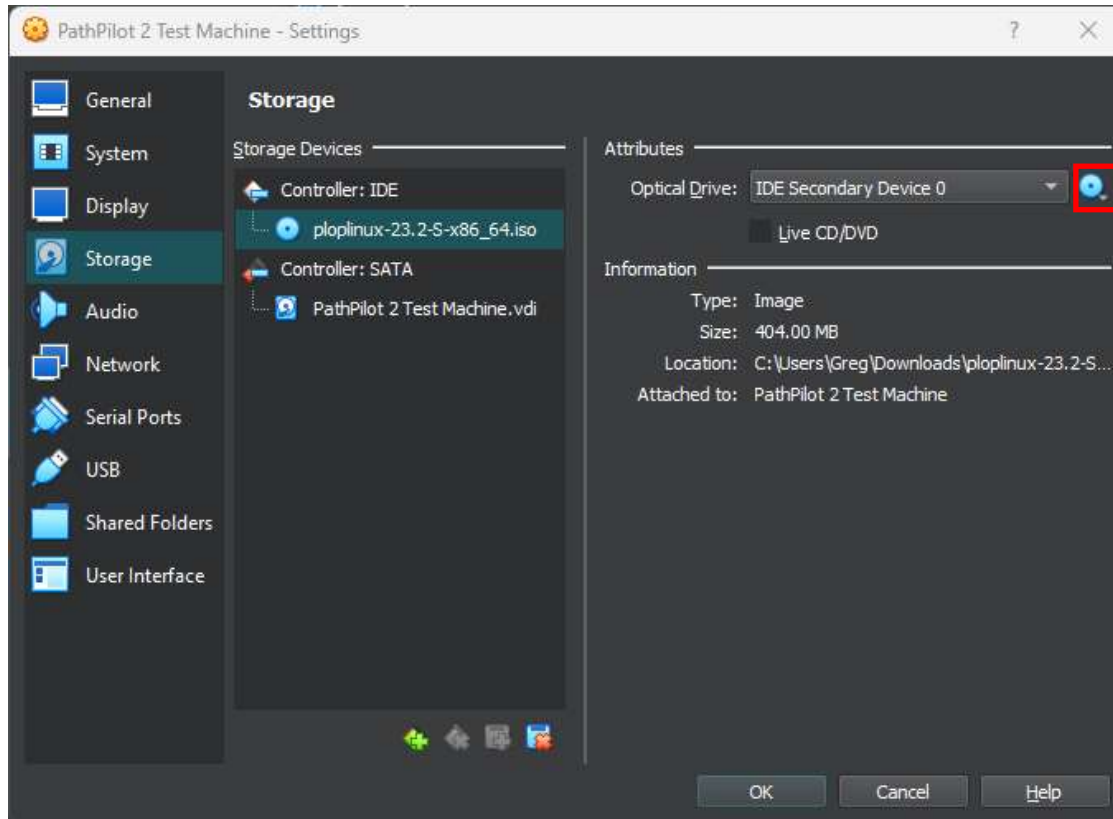 PathPilot 2 Test Machine - Settings
?
General
System
Display
Storage
Audio
Network
Serial Ports
USB
Shared Folders
User Interface
Storage
Storage Devices
Controller: IDE
ploplinux-23.2-S-x86_64.iso
Controller: SATA
PathPilot 2 Test Machine.vdi
Attributes
Optical Drive: IDE Secondary Device 0
Live CD/DVD
Information
Type: Image
Size: 404.00 MB
Location: C:\Users\Greg\Downloads\ploplinux-23.2-S...
Attached to: PathPilot 2 Test Machine
OK Cancel Help